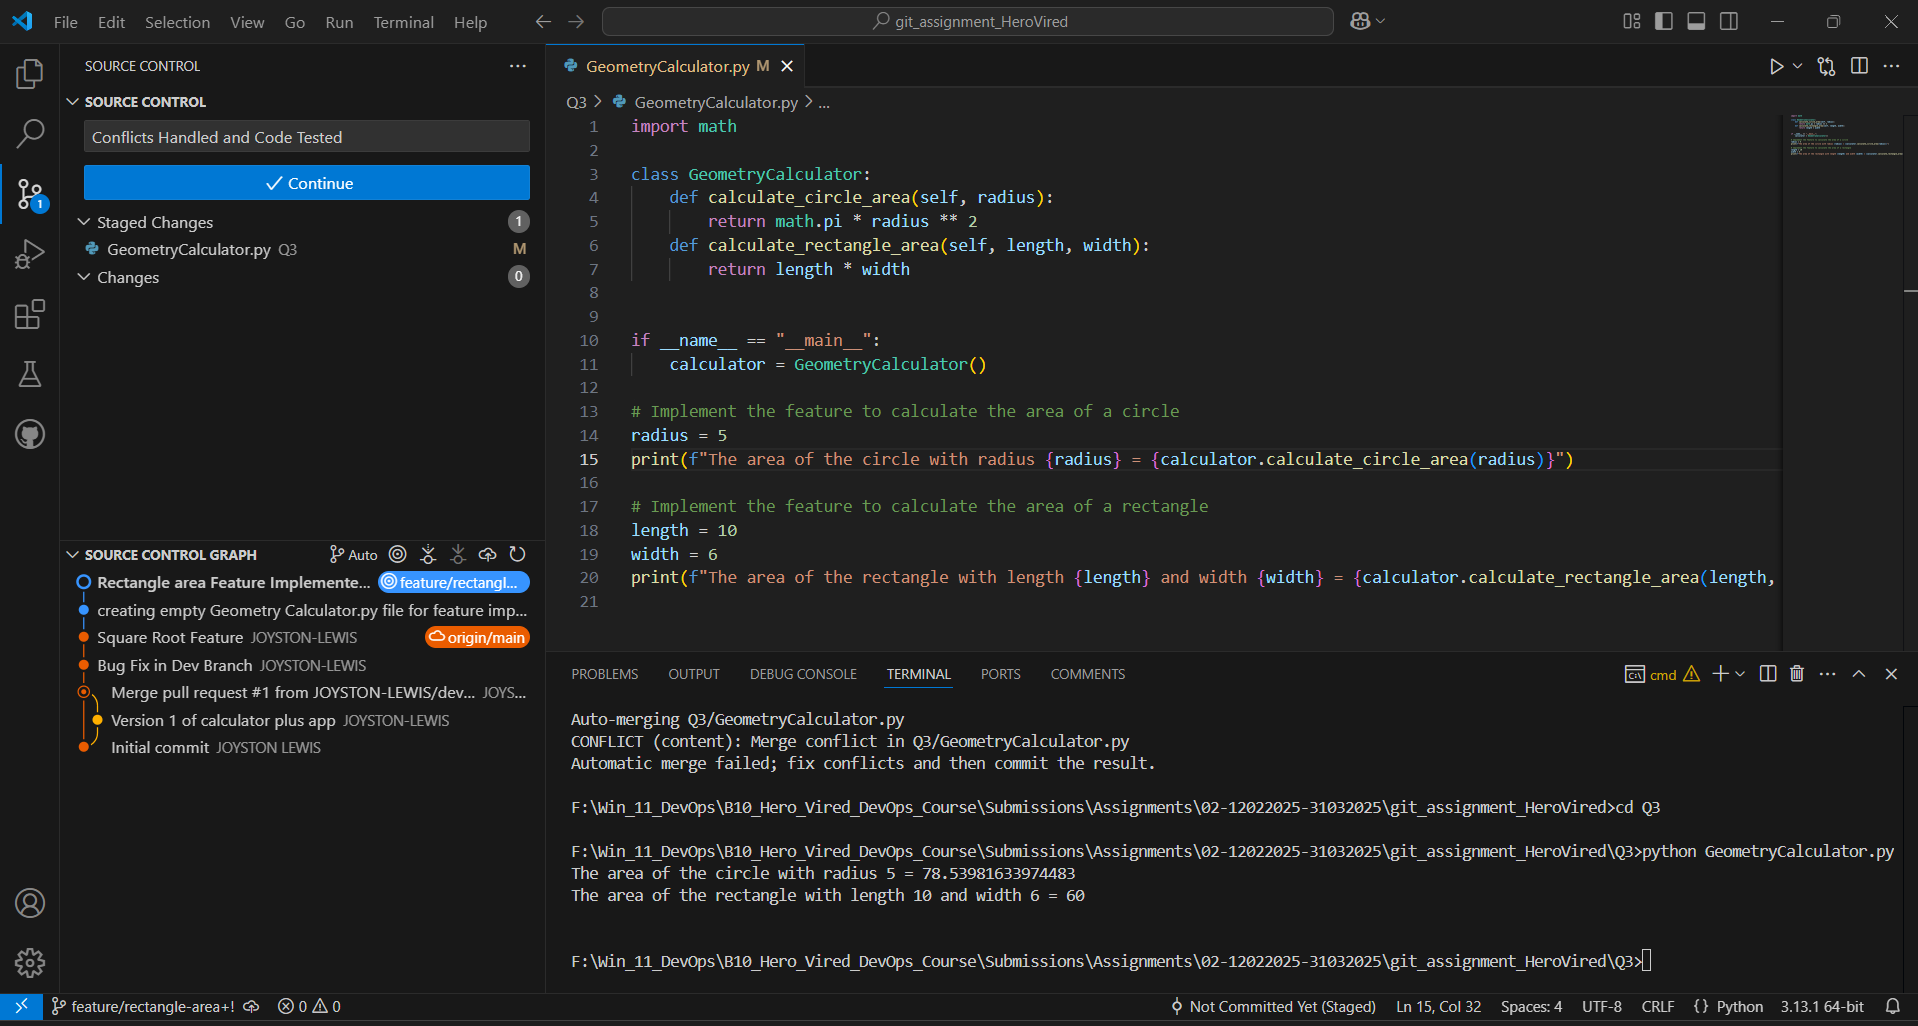 File Edit Selection View Go Run Terminal Help
git_assignment_HeroVired
SOURCE CONTROL
SOURCE CONTROL
Conflicts Handled and Code Tested
Continue
Staged Changes 1
GeometryCalculator.py Q3 M
Changes 0
1
SOURCE CONTROL GRAPH Auto
Rectangle area Feature Implemente... feature/rectangl...
creating empty Geometry Calculator.py file for feature imp...
Square Root Feature JOYSTON-LEWIS origin/main
Bug Fix in Dev Branch JOYSTON-LEWIS
Merge pull request #1 from JOYSTON-LEWIS/dev... JOYS...
Version 1 of calculator plus app JOYSTON-LEWIS
Initial commit JOYSTON LEWIS
GeometryCalculator.py M
Q3 > GeometryCalculator.py > ...
1 import math
2
3 class GeometryCalculator:
4 def calculate_circle_area(self, radius):
5 return math.pi * radius ** 2
6 def calculate_rectangle_area(self, length, width):
7 return length * width
8
9
10 if __name__ == "__main__":
11 calculator = GeometryCalculator()
12
13 # Implement the feature to calculate the area of a circle
14 radius = 5
15 print(f"The area of the circle with radius {radius} = {calculator.calculate_circle_area(radius)}")
16
17 # Implement the feature to calculate the area of a rectangle
18 length = 10
19 width = 6
20 print(f"The area of the rectangle with length {length} and width {width} = {calculator.calculate_rectangle_area(length,
21
PROBLEMS OUTPUT DEBUG CONSOLE TERMINAL PORTS COMMENTS
cmd
Auto-merging Q3/GeometryCalculator.py
CONFLICT (content): Merge conflict in Q3/GeometryCalculator.py
Automatic merge failed; fix conflicts and then commit the result.
F:\Win_11_DevOps\B10_Hero_Vired_DevOps_Course\Submissions\Assignments\02-12022025-31032025\git_assignment_HeroVired>cd Q3
F:\Win_11_DevOps\B10_Hero_Vired_DevOps_Course\Submissions\Assignments\02-12022025-31032025\git_assignment_HeroVired\Q3>python GeometryCalculator.py
The area of the circle with radius 5 = 78.53981633974483
The area of the rectangle with length 10 and width 6 = 60
F:\Win_11_DevOps\B10_Hero_Vired_DevOps_Course\Submissions\Assignments\02-12022025-31032025\git_assignment_HeroVired\Q3>
feature/rectangle-area+! 0 0 Not Committed Yet (Staged) Ln 15, Col 32 Spaces: 4 UTF-8 CRLF {} Python 3.13.1 64-bit